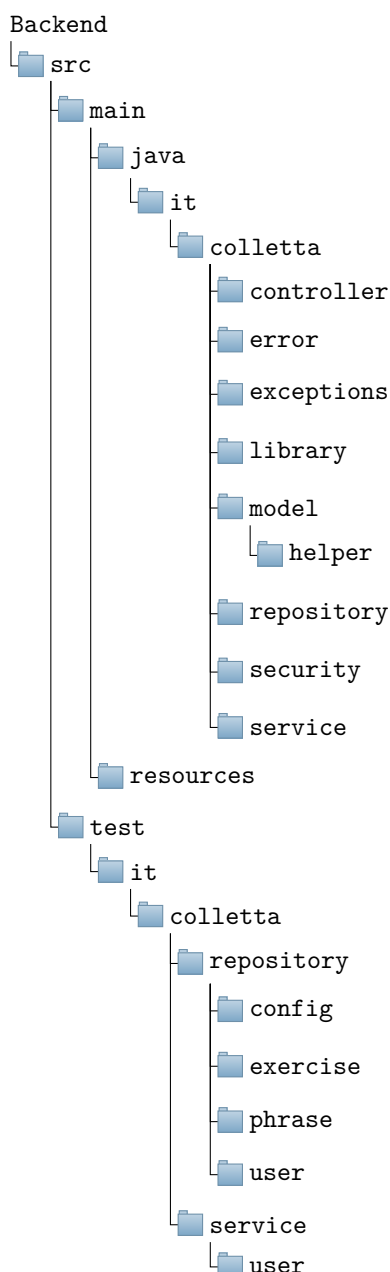 Backend
src
main
java
it
colletta
controller
error
exceptions
library
model
helper
repository
security
service
resources
test
it
colletta
repository
config
exercise
phrase
user
service
user